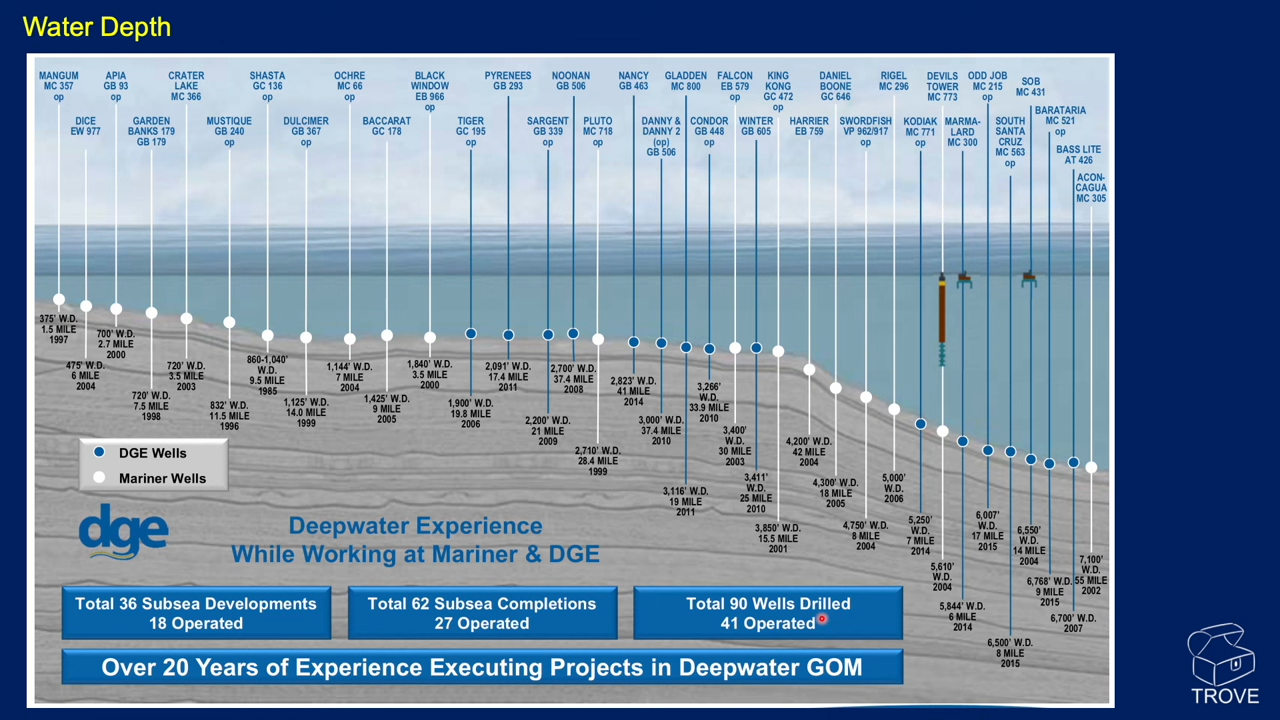 Water Depth
MANGUM
MC 357
op
APIA
GB 93
op
CRATER
LAKE
MC 366
SHASTA
GC 136
op
OCHRE
MC 66
op
BLACK
WINDOW
EB 966
op
PYRENEES
GB 293
NOONAN
GB 506
NANCY
GB 463
GLADDEN
MC 800
FALCON
EB 579
op
KING
KONG
GC 472
op
DANIEL
BOONE
GC 646
RIGEL
MC 296
DEVILS
TOWER
MC 773
ODD JOB
MC 215
op
SOB
MC 431
DICE
EW 977
GARDEN
BANKS 179
GB 179
MUSTIQUE
GB 240
op
DULCIMER
GB 367
op
BACCARAT
GC 178
TIGER
GC 195
op
SARGENT
GB 339
op
PLUTO
MC 718
op
DANNY &
DANNY 2
(op)
GB 506
CONDOR
GB 448
op
WINTER
GB 605
HARRIER
EB 759
SWORDFISH
VP 962/917
op
KODIAK
MC 771
op
MARMA-
LARD
MC 300
SOUTH
SANTA
CRUZ
MC 563
op
BARATARIA
MC 521
op
BASS LITE
AT 426
ACON-
CAGUA
MC 305
375' W.D.
1.5 MILE
1997
475' W.D.
6 MILE
2004
700' W.D.
2.7 MILE
2000
720' W.D.
7.5 MILE
1998
720' W.D.
3.5 MILE
2003
832' W.D.
11.5 MILE
1996
860-1,040'
W.D.
9.5 MILE
1985
1,125' W.D.
14.0 MILE
1999
1,144' W.D.
7 MILE
2004
1,425' W.D.
9 MILE
2005
1,840' W.D.
3.5 MILE
2000
1,900' W.D.
19.8 MILE
2006
2,091' W.D.
17.4 MILE
2011
2,200' W.D.
21 MILE
2009
2,700' W.D.
37.4 MILE
2008
2,710' W.D.
28.4 MILE
1999
2,823' W.D.
41 MILE
2014
3,000' W.D.
37.4 MILE
2010
3,116' W.D.
19 MILE
2011
3,266'
W.D.
33.9 MILE
2010
3,400'
W.D.
30 MILE
2003
3,411'
W.D.
25 MILE
2010
3,850' W.D.
15.5 MILE
2001
4,200' W.D.
42 MILE
2004
4,300' W.D.
18 MILE
2005
4,750' W.D.
8 MILE
2004
5,000'
W.D.
2006
5,250'
W.D.
7 MILE
2014
5,610'
W.D.
2004
5,844' W.D.
6 MILE
2014
6,007'
W.D.
17 MILE
2015
6,500' W.D.
8 MILE
2015
6,550'
W.D.
14 MILE
2004
6,768' W.D.
9 MILE
2015
6,700' W.D.
2007
7,100'
W.D.
55 MILE
2002
DGE Wells
Mariner Wells
dge
Deepwater Experience
While Working at Mariner & DGE
Total 36 Subsea Developments
18 Operated
Total 62 Subsea Completions
27 Operated
Total 90 Wells Drilled
41 Operated
Over 20 Years of Experience Executing Projects in Deepwater GOM
TROVE